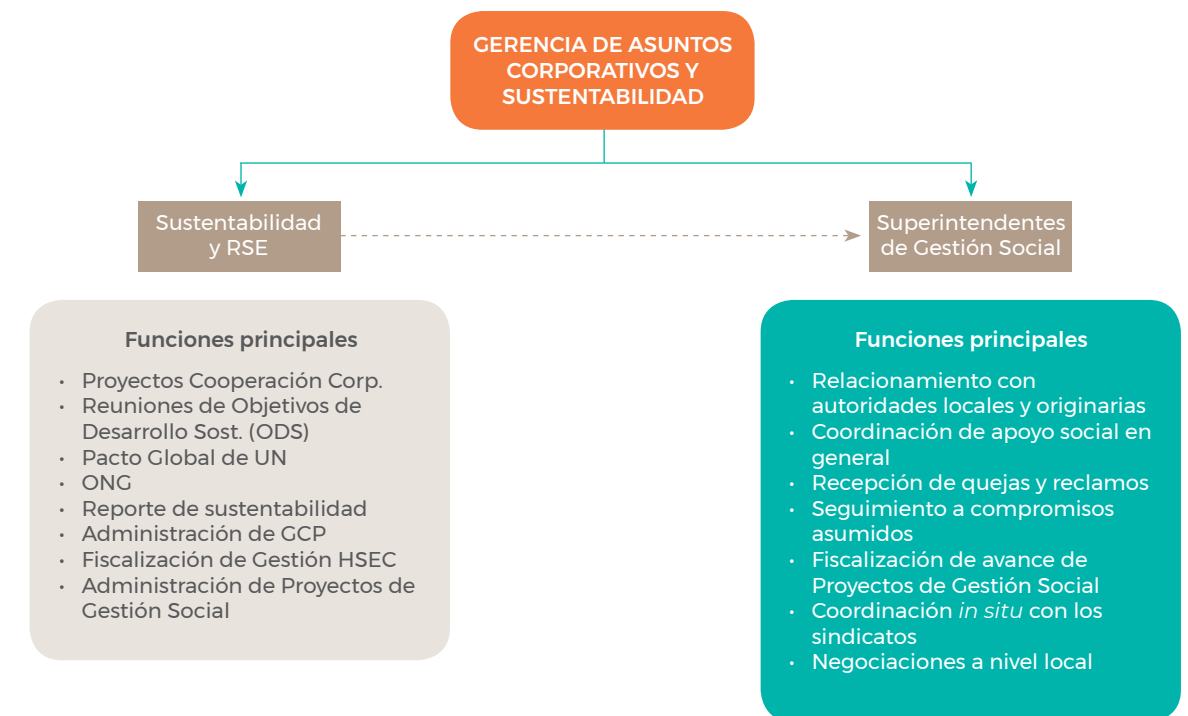 GERENCIA DE ASUNTOS
CORPORATIVOS Y
SUSTENTABILIDAD
Sustentabilidad
y RSE
Superintendentes
de Gestión Social
Funciones principales
• Proyectos Cooperación Corp.
• Reuniones de Objetivos de
Desarrollo Sost. (ODS)
• Pacto Global de UN
• ONG
• Reporte de sustentabilidad
• Administración de GCP
• Fiscalización de Gestión HSEC
• Administración de Proyectos de
Gestión Social
Funciones principales
• Relacionamiento con
autoridades locales y originarias
• Coordinación de apoyo social en
general
• Recepción de quejas y reclamos
• Seguimiento a compromisos
asumidos
• Fiscalización de avance de
Proyectos de Gestión Social
• Coordinación in situ con los
sindicatos
• Negociaciones a nivel local